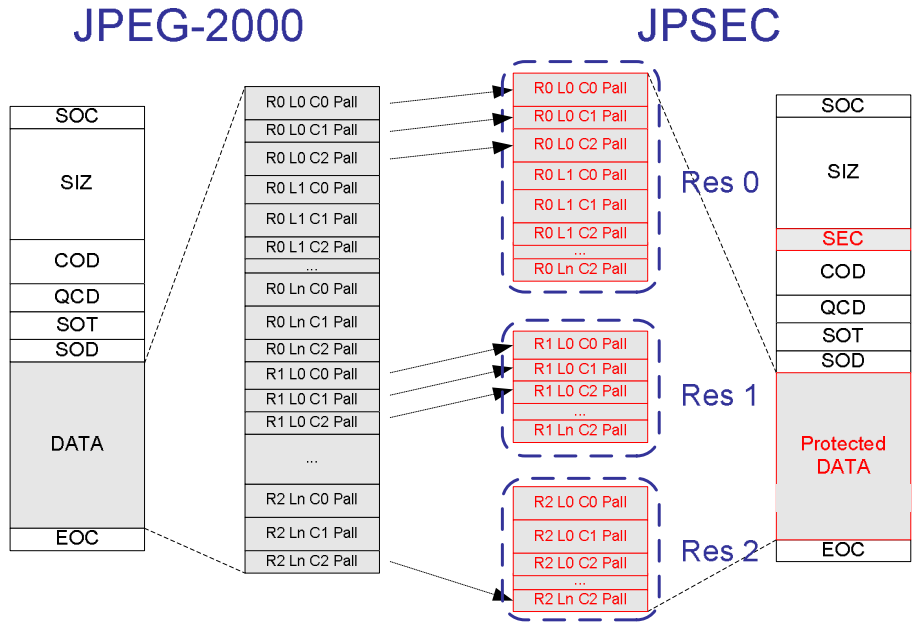 JPEG-2000
JPSEC
SOC
SIZ
COD
QCD
SOT
SOD
DATA
EOC
R0 L0 C0 Pall
R0 L0 C1 Pall
R0 L0 C2 Pall
R0 L1 C0 Pall
R0 L1 C1 Pall
R0 L1 C2 Pall
...
R0 Ln C0 Pall
R0 Ln C1 Pall
R0 Ln C2 Pall
R1 L0 C0 Pall
R1 L0 C1 Pall
R1 L0 C2 Pall
...
R2 Ln C0 Pall
R2 Ln C1 Pall
R2 Ln C2 Pall
R0 L0 C0 Pall
R0 L0 C1 Pall
R0 L0 C2 Pall
R0 L1 C0 Pall
R0 L1 C1 Pall
R0 L1 C2 Pall
...
R0 Ln C2 Pall
Res 0
R1 L0 C0 Pall
R1 L0 C1 Pall
R1 L0 C2 Pall
...
R1 Ln C2 Pall
Res 1
R2 L0 C0 Pall
R2 L0 C1 Pall
R2 L0 C2 Pall
...
R2 Ln C2 Pall
Res 2
SOC
SIZ
SEC
COD
QCD
SOT
SOD
Protected
DATA
EOC